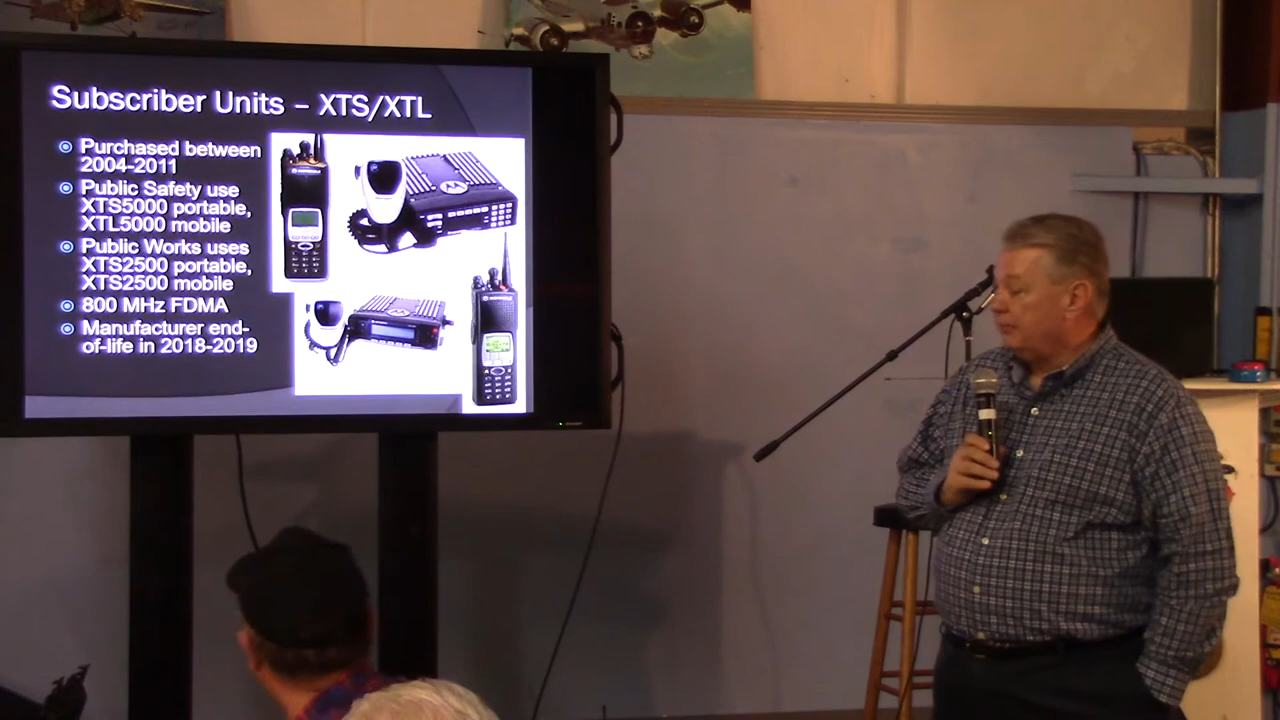 Subscriber Units – XTS/XTL
Purchased between
2004-2011
Public Safety use
XTS5000 portable,
XTL5000 mobile
Public Works uses
XTS2500 portable,
XTS2500 mobile
800 MHz FDMA
Manufacturer end-
of-life in 2018-2019